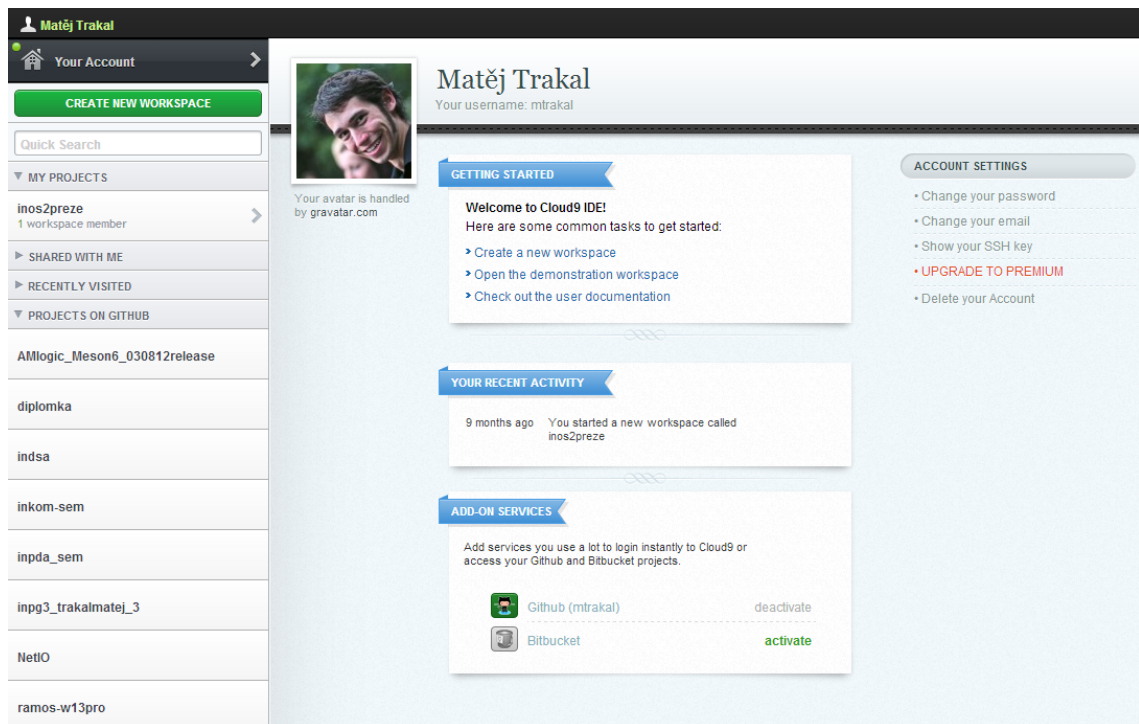 Matěj Trakal
Your Account
CREATE NEW WORKSPACE
Quick Search
MY PROJECTS
inos2preze
1 workspace member
SHARED WITH ME
RECENTLY VISITED
PROJECTS ON GITHUB
AMlogic_Meson6_030812release
diplomka
indsa
inkom-sem
inpda_sem
inpg3_trakalmatej_3
NetIO
ramos-w13pro
Matěj Trakal
Your username: mtrakal
Your avatar is handled
by gravatar.com
GETTING STARTED
Welcome to Cloud9 IDE!
Here are some common tasks to get started:
Create a new workspace
Open the demonstration workspace
Check out the user documentation
YOUR RECENT ACTIVITY
9 months ago You started a new workspace called
inos2preze
ADD-ON SERVICES
Add services you use a lot to login instantly to Cloud9 or
access your Github and Bitbucket projects.
Github (mtrakal) deactivate
Bitbucket activate
ACCOUNT SETTINGS
• Change your password
• Change your email
• Show your SSH key
• UPGRADE TO PREMIUM
• Delete your Account